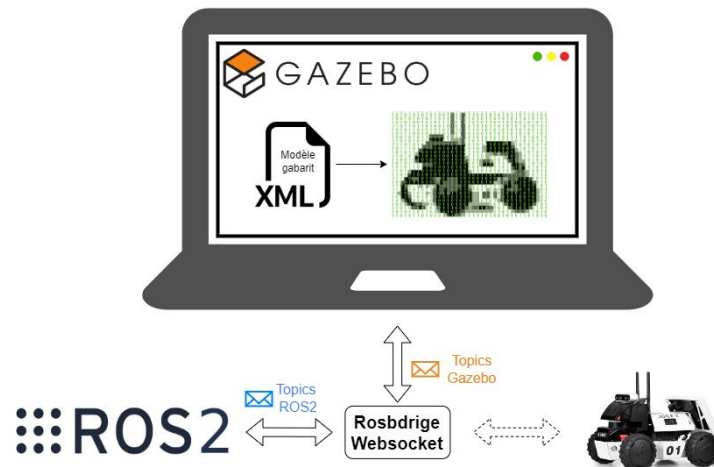 GAZEBO
Modèle
gabarit
XML
Topics
Gazebo
Topics
ROS2
ROS2
Rosbdrige
Websocket
01